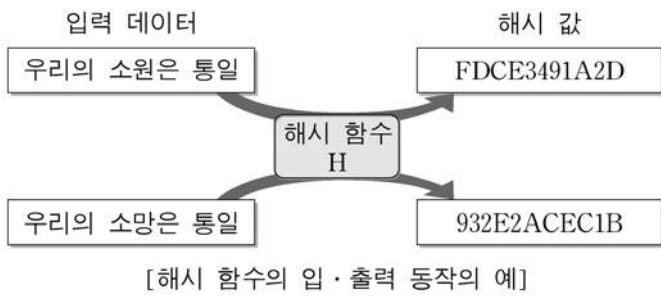 입력 데이터
해시 값
우리의 소원은 통일
FDCE3491A2D
해시 함수
H
우리의 소망은 통일
932E2ACEC1B
[해시 함수의 입·출력 동작의 예]